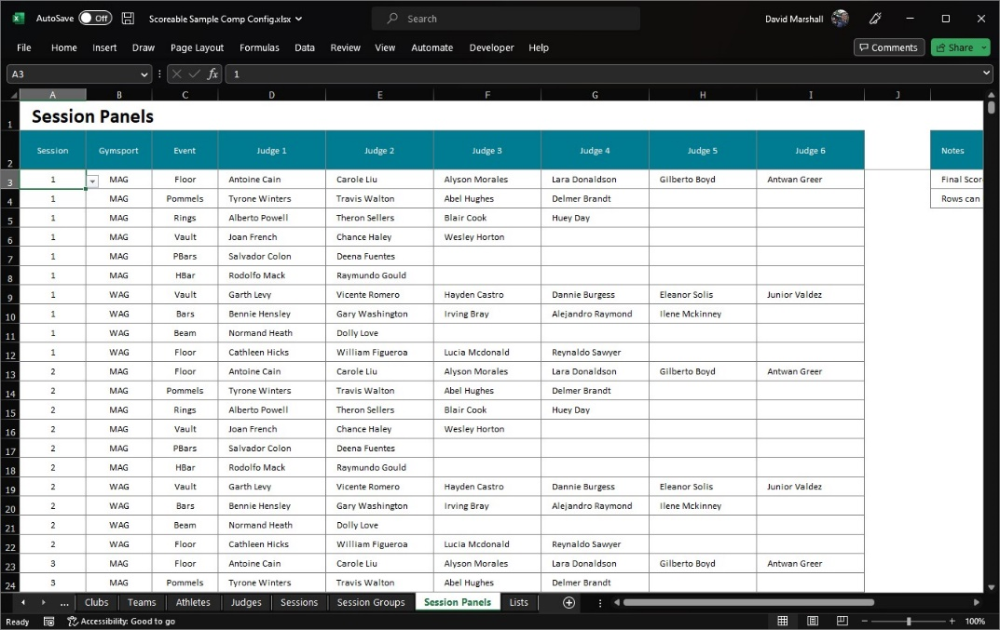 AutoSave Off Scoreable Sample Comp Config.xlsx Search David Marshall
File Home Insert Draw Page Layout Formulas Data Review View Automate Developer Help Comments Share
A3 fx 1
A B C D E F G H I J
1 Session Panels
2 Session Gymsport Event Judge 1 Judge 2 Judge 3 Judge 4 Judge 5 Judge 6 Notes
3 1 MAG Floor Antoine Cain Carole Liu Alyson Morales Lara Donaldson Gilberto Boyd Antwan Greer Final Scor
4 1 MAG Pommels Tyrone Winters Travis Walton Abel Hughes Delmer Brandt Rows can
5 1 MAG Rings Alberto Powell Theron Sellers Blair Cook Huey Day
6 1 MAG Vault Joan French Chance Haley Wesley Horton
7 1 MAG PBars Salvador Colon Deena Fuentes
8 1 MAG HBar Rodolfo Mack Raymundo Gould
9 1 WAG Vault Garth Levy Vicente Romero Hayden Castro Dannie Burgess Eleanor Solis Junior Valdez
10 1 WAG Bars Bennie Hensley Gary Washington Irving Bray Alejandro Raymond Ilene Mckinney
11 1 WAG Beam Normand Heath Dolly Love
12 1 WAG Floor Cathleen Hicks William Figueroa Lucia Mcdonald Reynaldo Sawyer
13 2 MAG Floor Antoine Cain Carole Liu Alyson Morales Lara Donaldson Gilberto Boyd Antwan Greer
14 2 MAG Pommels Tyrone Winters Travis Walton Abel Hughes Delmer Brandt
15 2 MAG Rings Alberto Powell Theron Sellers Blair Cook Huey Day
16 2 MAG Vault Joan French Chance Haley Wesley Horton
17 2 MAG PBars Salvador Colon Deena Fuentes
18 2 MAG HBar Rodolfo Mack Raymundo Gould
19 2 WAG Vault Garth Levy Vicente Romero Hayden Castro Dannie Burgess Eleanor Solis Junior Valdez
20 2 WAG Bars Bennie Hensley Gary Washington Irving Bray Alejandro Raymond Ilene Mckinney
21 2 WAG Beam Normand Heath Dolly Love
22 2 WAG Floor Cathleen Hicks William Figueroa Lucia Mcdonald Reynaldo Sawyer
23 3 MAG Floor Antoine Cain Carole Liu Alyson Morales Lara Donaldson Gilberto Boyd Antwan Greer
24 3 MAG Pommels Tyrone Winters Travis Walton Abel Hughes Delmer Brandt
... Clubs Teams Athletes Judges Sessions Session Groups Session Panels Lists
Ready Accessibility: Good to go 100%